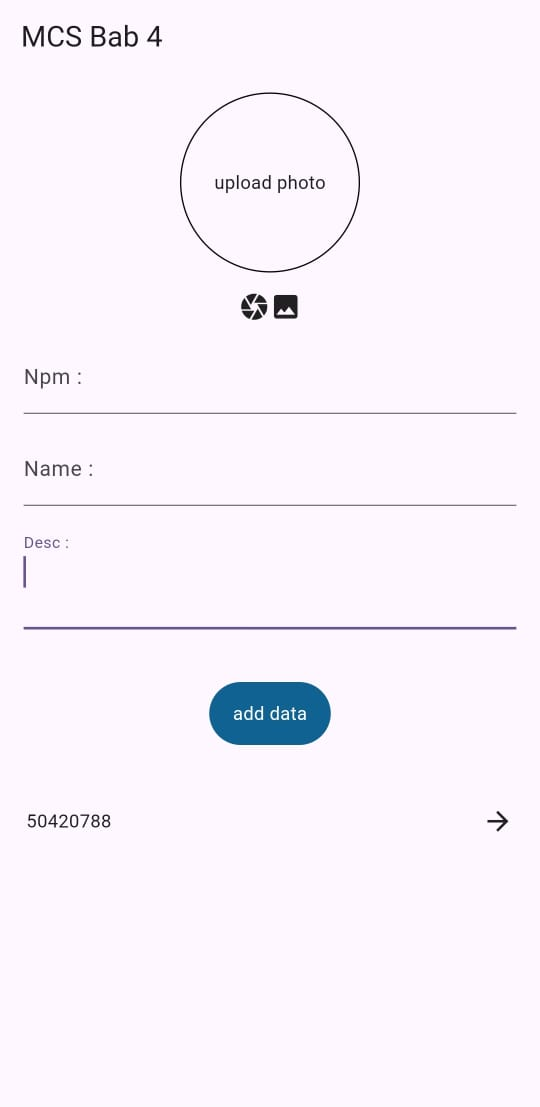 MCS Bab 4
upload photo
Npm :
Name :
Desc :
add data
50420788